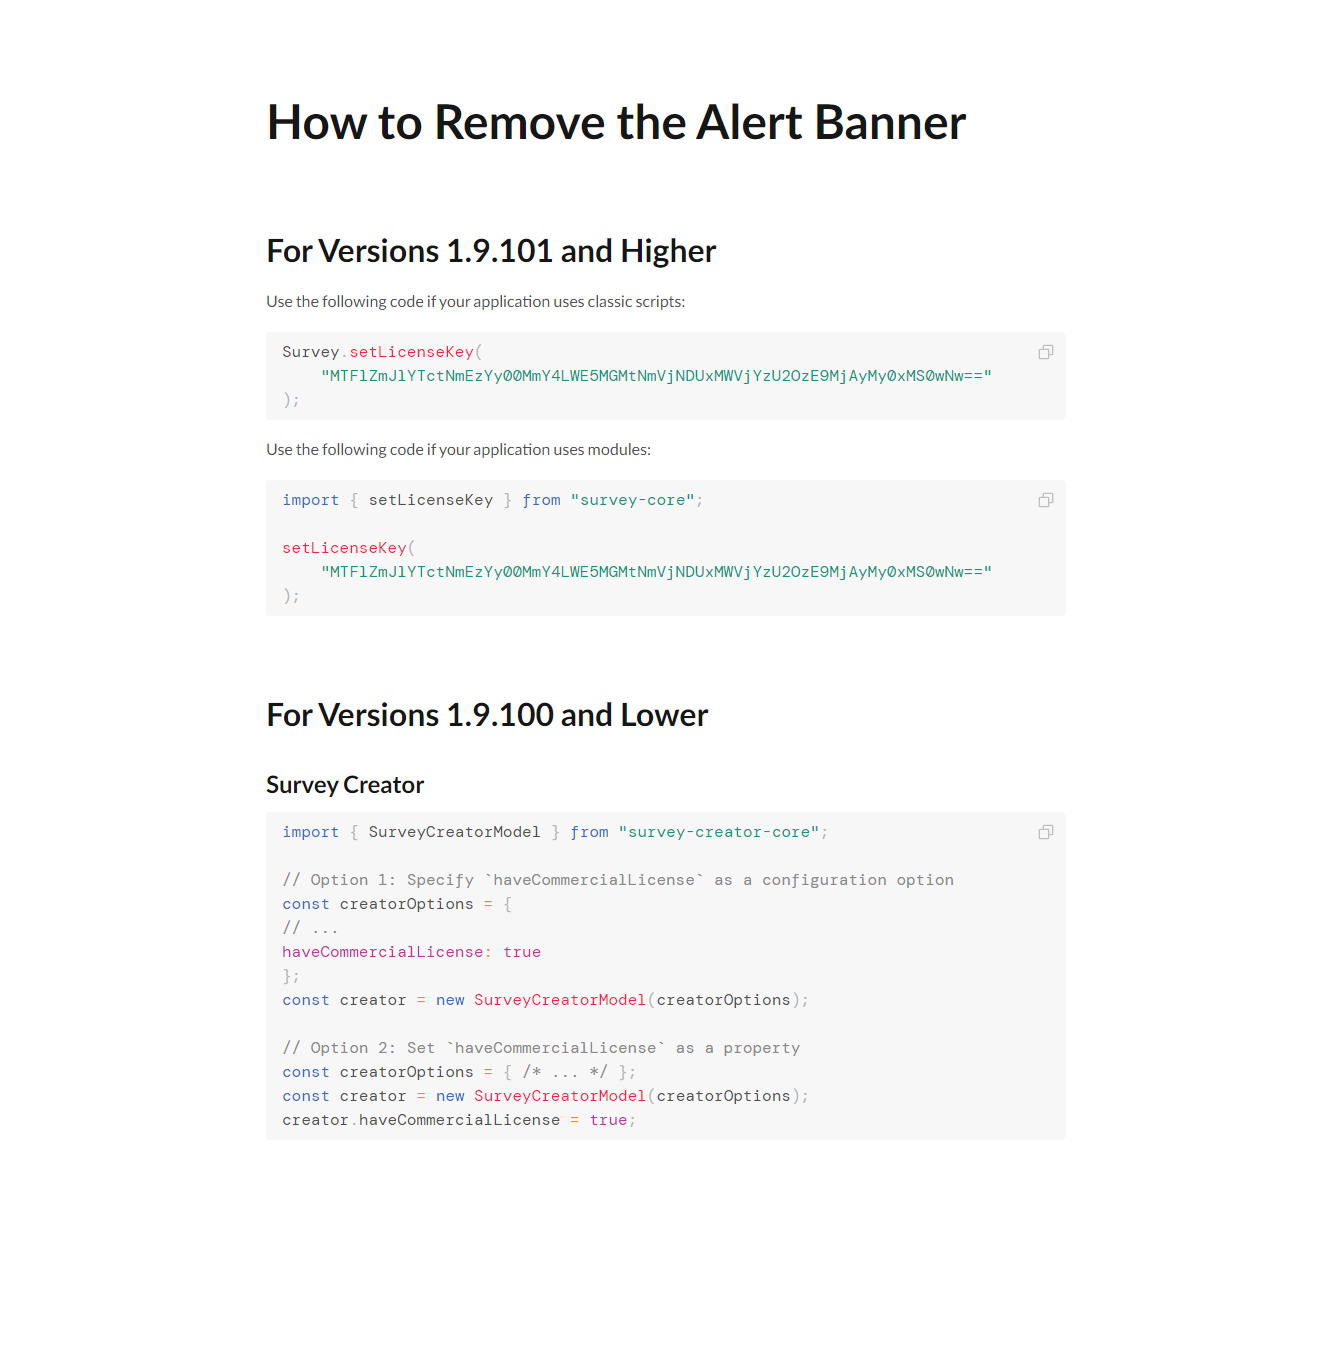 How to Remove the Alert Banner
For Versions 1.9.101 and Higher
Use the following code if your application uses classic scripts:
Survey.setLicenseKey(
    "MTFlZmJlYTctNmEzYy00MmY4LWE5MGMtNmVjNDUxMWVjYzU2OzE9MjAyMy0xMS0wNw=="
);
Use the following code if your application uses modules:
import { setLicenseKey } from "survey-core";
setLicenseKey(
    "MTFlZmJlYTctNmEzYy00MmY4LWE5MGMtNmVjNDUxMWVjYzU2OzE9MjAyMy0xMS0wNw=="
);
For Versions 1.9.100 and Lower
Survey Creator
import { SurveyCreatorModel } from "survey-creator-core";
// Option 1: Specify `haveCommercialLicense` as a configuration option
const creatorOptions = {
// ...
haveCommercialLicense: true
};
const creator = new SurveyCreatorModel(creatorOptions);
// Option 2: Set `haveCommercialLicense` as a property
const creatorOptions = { /* ... */ };
const creator = new SurveyCreatorModel(creatorOptions);
creator.haveCommercialLicense = true;